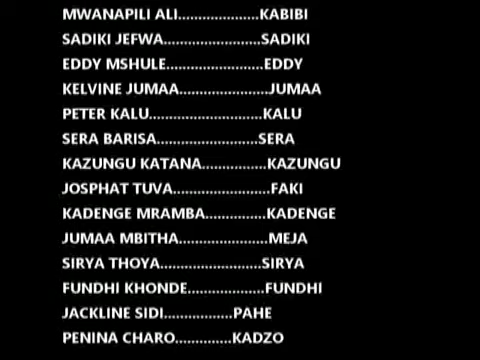 MWANAPILI ALI.....................KABIBI
SADIKI JEFWA.........................SADIKI
EDDY MSHULE.........................EDDY
KELVINE JUMAA.......................JUMAA
PETER KALU.............................KALU
SERA BARISA..........................SERA
KAZUNGU KATANA.................KAZUNGU
JOSPHAT TUVA.........................FAKI
KADENGE MRAMBA................KADENGE
JUMAA MBITHA.......................MEJA
SIRYA THOYA..........................SIRYA
FUNDHI KHONDE....................FUNDHI
JACKLINE SIDI..................PAHE
PENINA CHARO..............KADZO